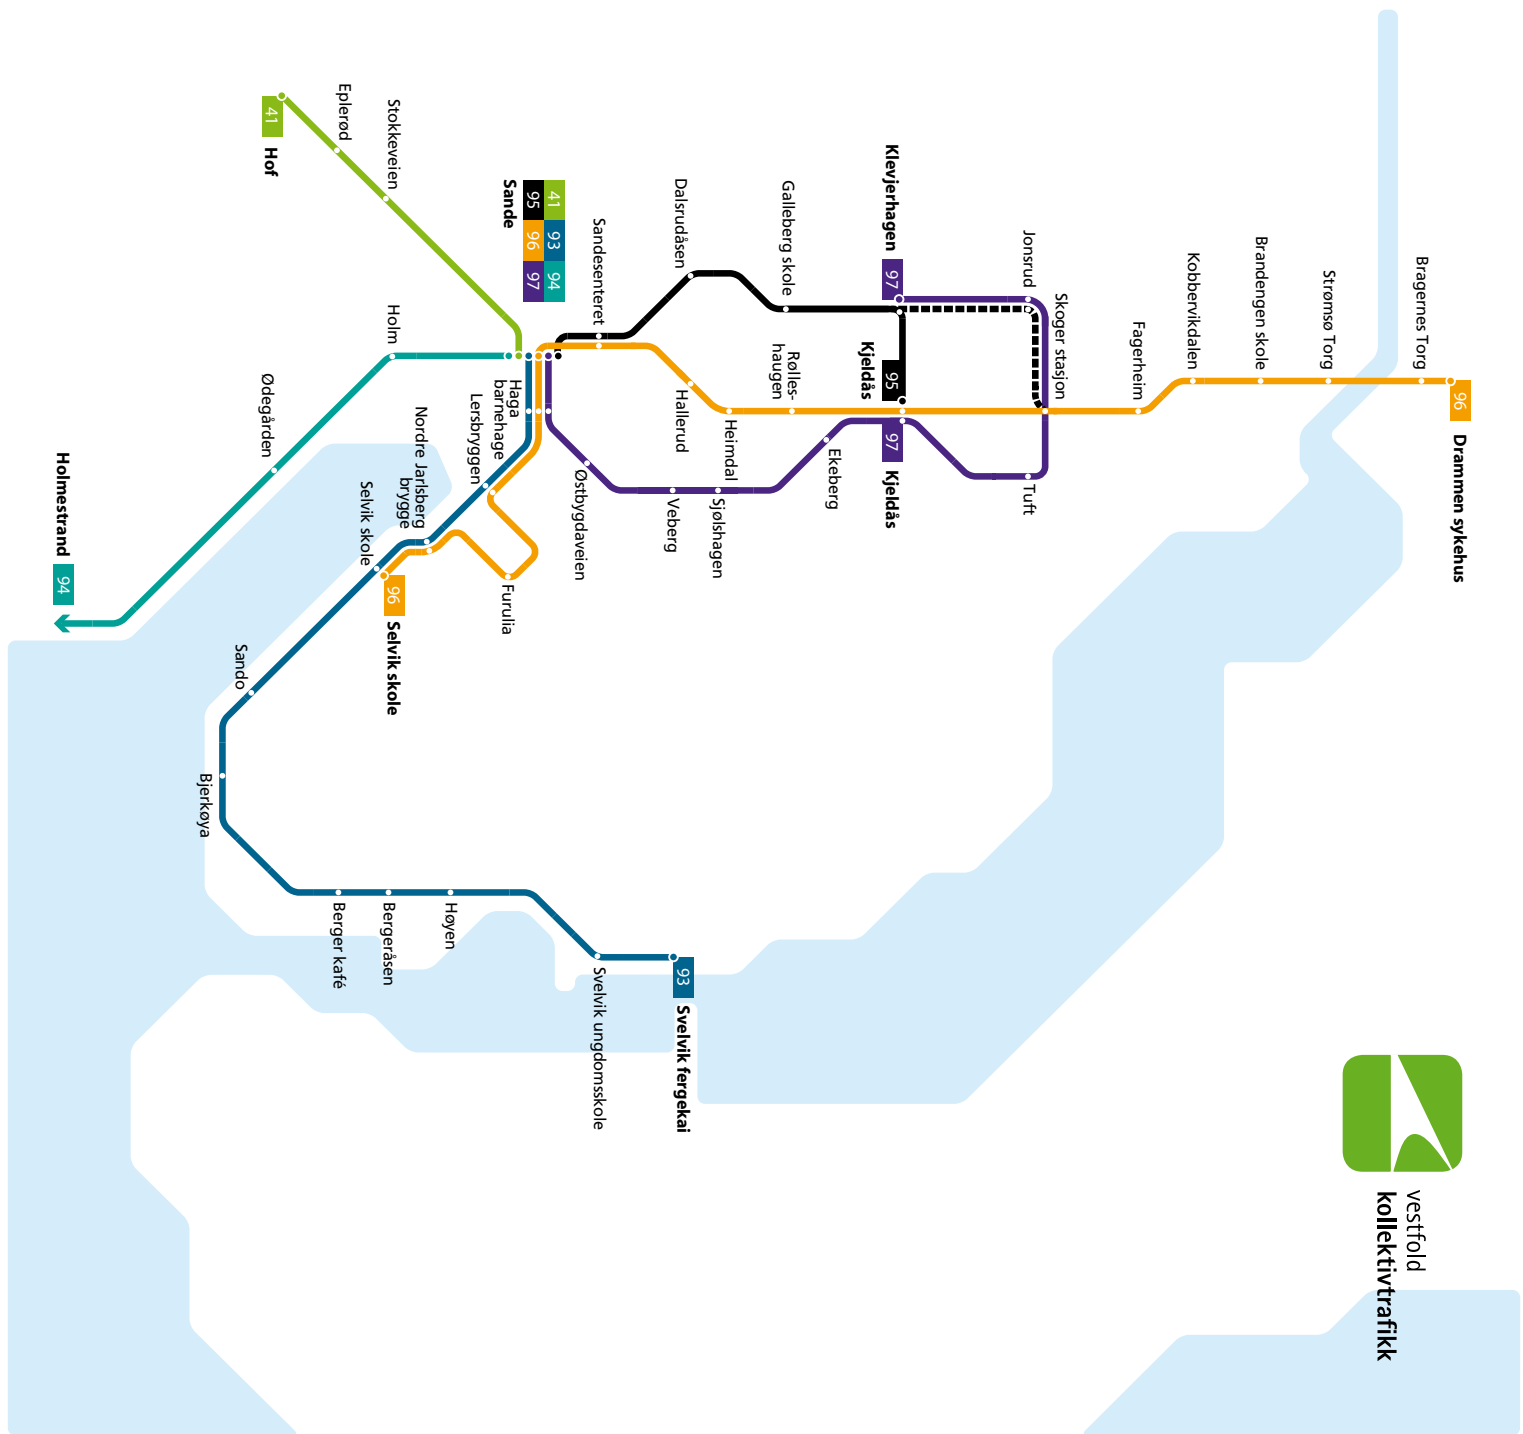 Bragernes Torg
Strømsø Torg
Brandengen skole
Kobbervikdalen
96
Drammen sykehus
Fagerheim
Skoger stasjon
Jonsrud
Tuft
Klevjerhagen
97
95
Kjeldås
97
Kjeldås
Galleberg skole
Rølles-
haugen
Ekeberg
Heimdal
Sjølshagen
Dalsrudåsen
Hallerud
Veberg
Sandesenteret
Østbygdaveien
41
93
94
95
96
97
Sande
Haga
barnehage
Lersbryggen
Furulia
Nordre Jarlsberg
brygge
Selvik skole
96
Selvik skole
Stokkeveien
Eplerød
41
Hof
Holm
Ødegården
Holmestrand
94
Sando
Bjerkøya
Berger kafé
Bergeråsen
Høyen
Svelvik ungdomsskole
93
Svelvik fergekai
vestfold
kollektivtrafikk